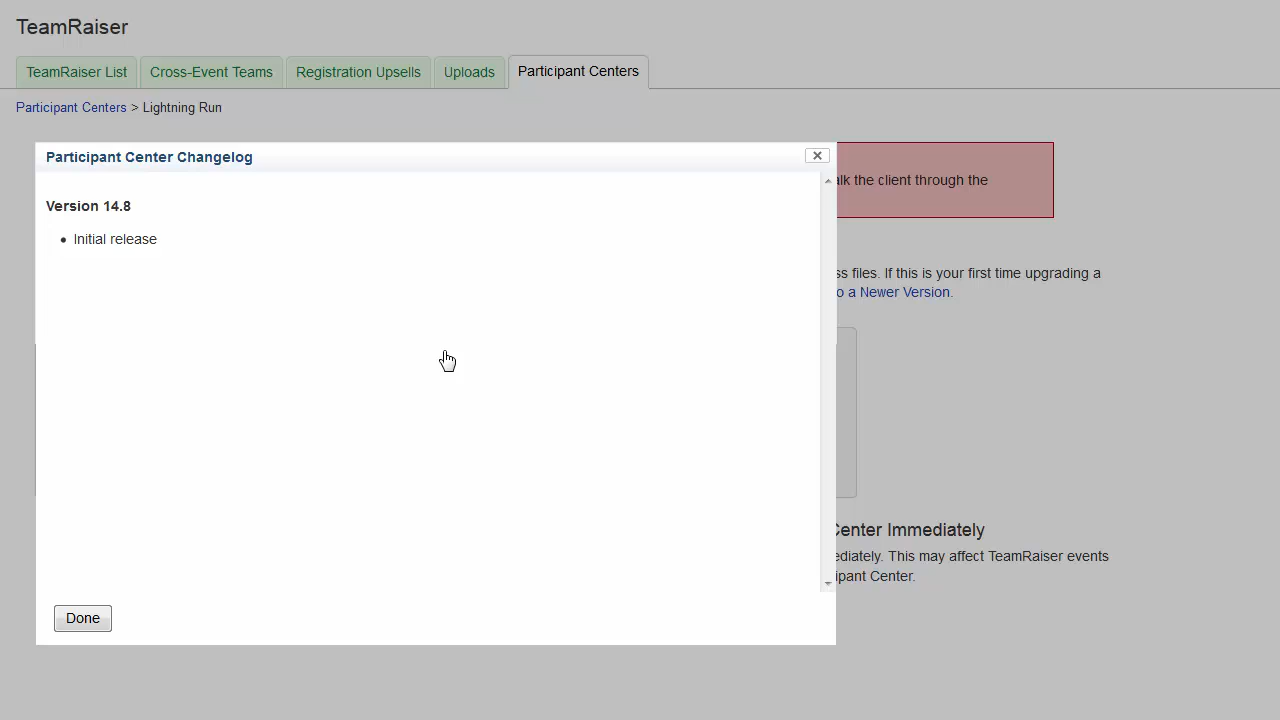 TeamRaiser
TeamRaiser List Cross-Event Teams Registration Upsells Uploads Participant Centers
Participant Centers > Lightning Run
Participant Center Changelog
alk the client through the
Version 14.8
• Initial release
ss files. If this is your first time upgrading a
o a Newer Version.
Center Immediately
ediately. This may affect TeamRaiser events
ipant Center.
Done